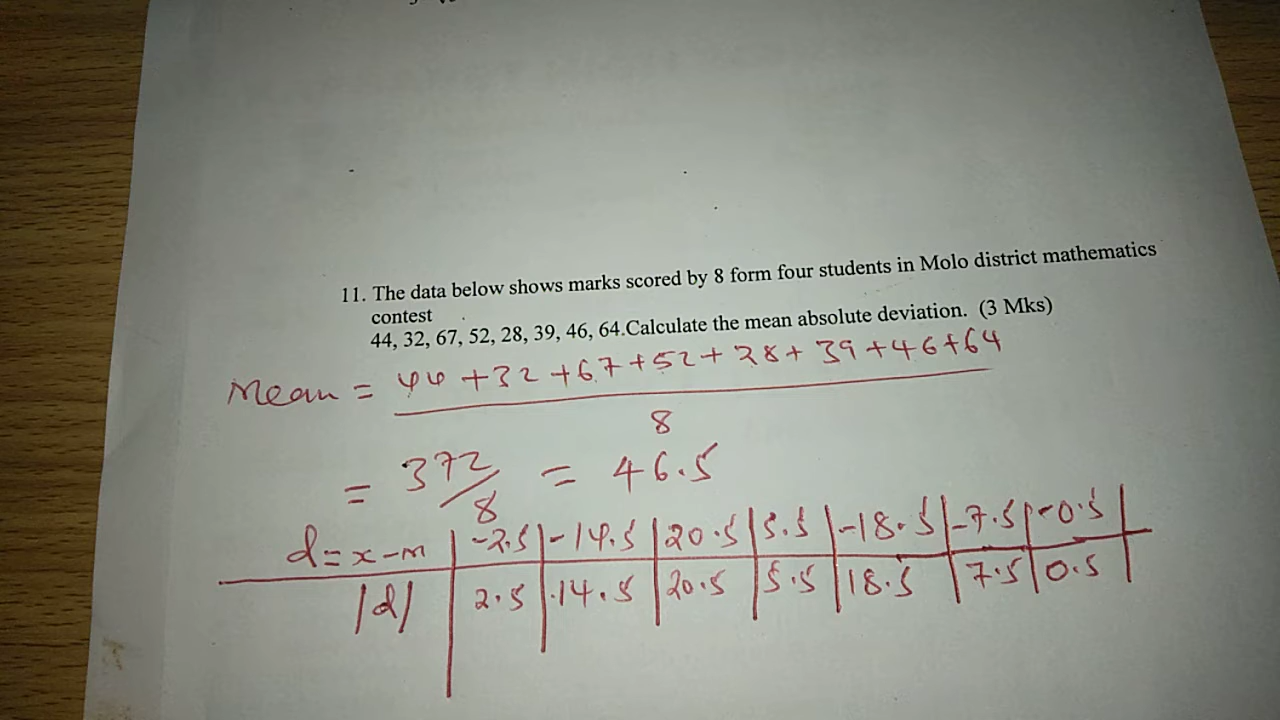 11. The data below shows marks scored by 8 form four students in Molo district mathematics
contest
44, 32, 67, 52, 28, 39, 46, 64.Calculate the mean absolute deviation. (3 Mks)
Mean = 44 +32 +67 +52 + 28 + 39 +46 +64
8
= 372/8 = 46.5
d = x - m | -2.5 | -14.5 | 20.5 | 5.5 | -18.5 | -7.5 | -0.5 |
|d| | 2.5 | 14.5 | 20.5 | 5.5 | 18.5 | 7.5 | 0.5 |